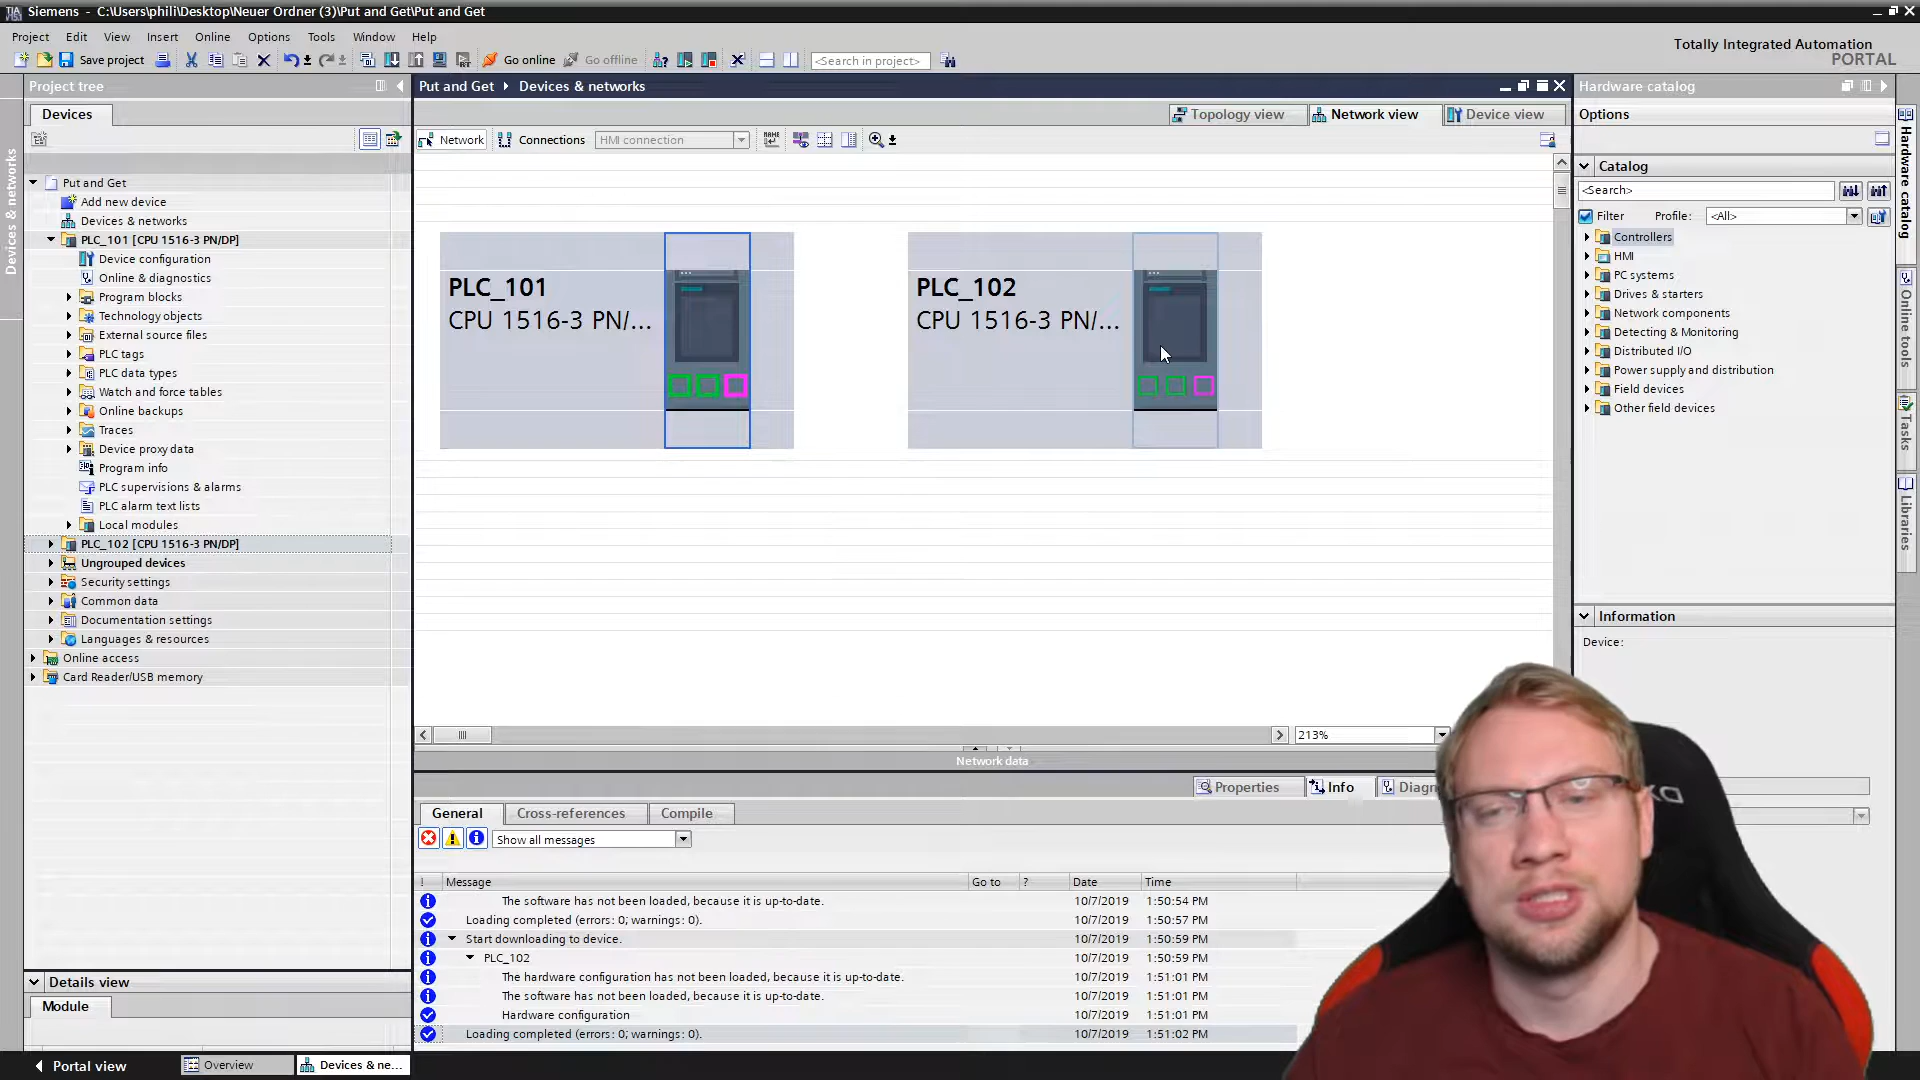 Siemens - C:\Users\phili\Desktop\Neuer Ordner (3)\Put and Get\Put and Get
Project Edit View Insert Online Options Tools Window Help
Totally Integrated Automation
PORTAL
Save project
Go online
Go offline
<Search in project>
Project tree
Put and Get
Devices & networks
Hardware catalog
Devices
Topology view
Network view
Device view
Options
Network
Connections
HMI connection
Devices & networks
Put and Get
Add new device
Devices & networks
PLC_101 [CPU 1516-3 PN/DP]
Device configuration
Online & diagnostics
Program blocks
Technology objects
External source files
PLC tags
PLC data types
Watch and force tables
Online backups
Traces
Device proxy data
Program info
PLC supervisions & alarms
PLC alarm text lists
Local modules
PLC_102 [CPU 1516-3 PN/DP]
Ungrouped devices
Security settings
Common data
Documentation settings
Languages & resources
Online access
Card Reader/USB memory
PLC_101
CPU 1516-3 PN/...
PLC_102
CPU 1516-3 PN/...
213%
Catalog
<Search>
Filter
Profile:
<All>
Controllers
HMI
PC systems
Drives & starters
Network components
Detecting & Monitoring
Distributed I/O
Power supply and distribution
Field devices
Other field devices
Information
Device:
Hardware catalog
Online tools
Tasks
Libraries
Network data
Properties
Info
Diagn
General
Cross-references
Compile
Show all messages
! Message Go to ? Date Time
The software has not been loaded, because it is up-to-date. 10/7/2019 1:50:54 PM
Loading completed (errors: 0; warnings: 0). 10/7/2019 1:50:57 PM
Start downloading to device. 10/7/2019 1:50:59 PM
PLC_102 10/7/2019 1:50:59 PM
The hardware configuration has not been loaded, because it is up-to-date. 10/7/2019 1:51:01 PM
The software has not been loaded, because it is up-to-date. 10/7/2019 1:51:01 PM
Hardware configuration 10/7/2019 1:51:01 PM
Loading completed (errors: 0; warnings: 0). 10/7/2019 1:51:02 PM
Details view
Module
Portal view
Overview
Devices & ne...